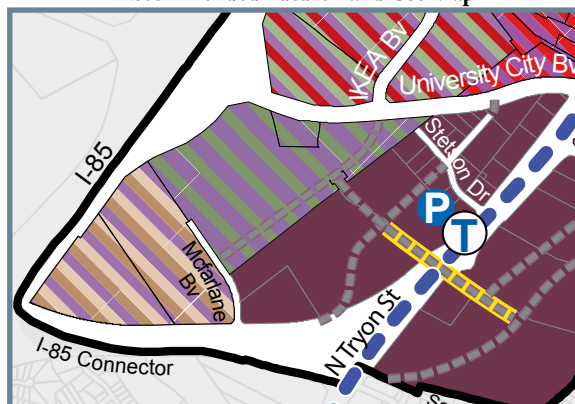 IKEA Bv
University City Bv
I-85
Stetson Dr
P
T
Mcfarlane
Bv
N Tryon St
I-85 Connector